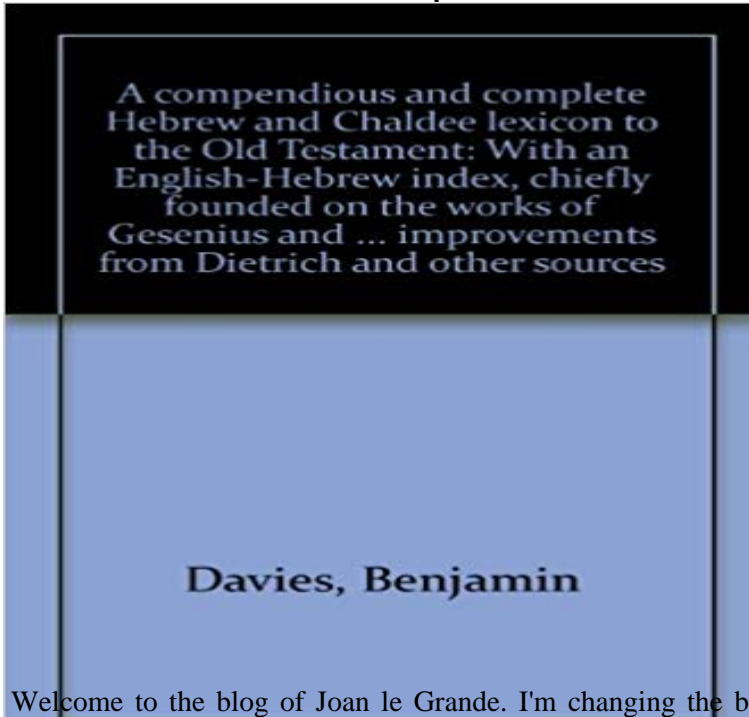 A compendious and complete
Hebrew and Chaldee lexicon to
the Old Testament: With an
English-Hebrew index, chiefly
founded on the works of
Gesenius and ... improvements
from Dietrich and other sources
Davies, Benjamin
Welcome to the blog of Joan le Grande. I'm changing the b